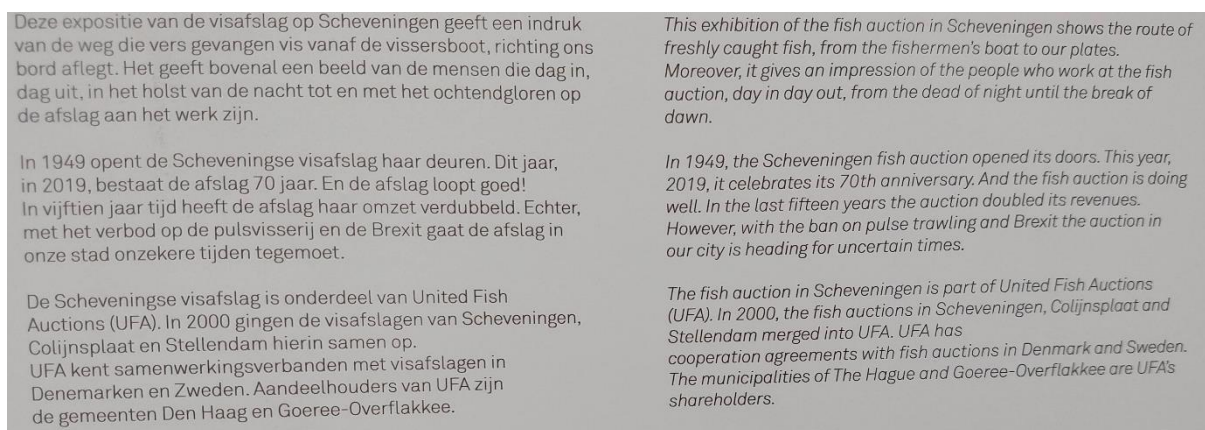 Deze expositie van de visafslag op Scheveningen geeft een indruk
van de weg die vers gevangen vis vanaf de vissersboot, richting ons
bord aflegt. Het geeft bovenal een beeld van de mensen die dag in,
dag uit, in het holst van de nacht tot en met het ochtendgloren op
de afslag aan het werk zijn.

In 1949 opent de Scheveningse visafslag haar deuren. Dit jaar,
in 2019, bestaat de afslag 70 jaar. En de afslag loopt goed!
In vijftien jaar tijd heeft de afslag haar omzet verdubbeld. Echter,
met het verbod op de pulsvisserij en de Brexit gaat de afslag in
onze stad onzekere tijden tegemoet.

De Scheveningse visafslag is onderdeel van United Fish
Auctions (UFA). In 2000 gingen de visafslagen van Scheveningen,
Colijnsplaat en Stellendam hierin samen op.
UFA kent samenwerkingsverbanden met visafslagen in
Denemarken en Zweden. Aandeelhouders van UFA zijn
de gemeenten Den Haag en Goeree-Overflakkee.

This exhibition of the fish auction in Scheveningen shows the route of
freshly caught fish, from the fishermen's boat to our plates.
Moreover, it gives an impression of the people who work at the fish
auction, day in day out, from the dead of night until the break of
dawn.

In 1949, the Scheveningen fish auction opened its doors. This year,
2019, it celebrates its 70th anniversary. And the fish auction is doing
well. In the last fifteen years the auction doubled its revenues.
However, with the ban on pulse trawling and Brexit the auction in
our city is heading for uncertain times.

The fish auction in Scheveningen is part of United Fish Auctions
(UFA). In 2000, the fish auctions in Scheveningen, Colijnsplaat and
Stellendam merged into UFA. UFA has
cooperation agreements with fish auctions in Denmark and Sweden.
The municipalities of The Hague and Goeree-Overflakkee are UFA's
shareholders.